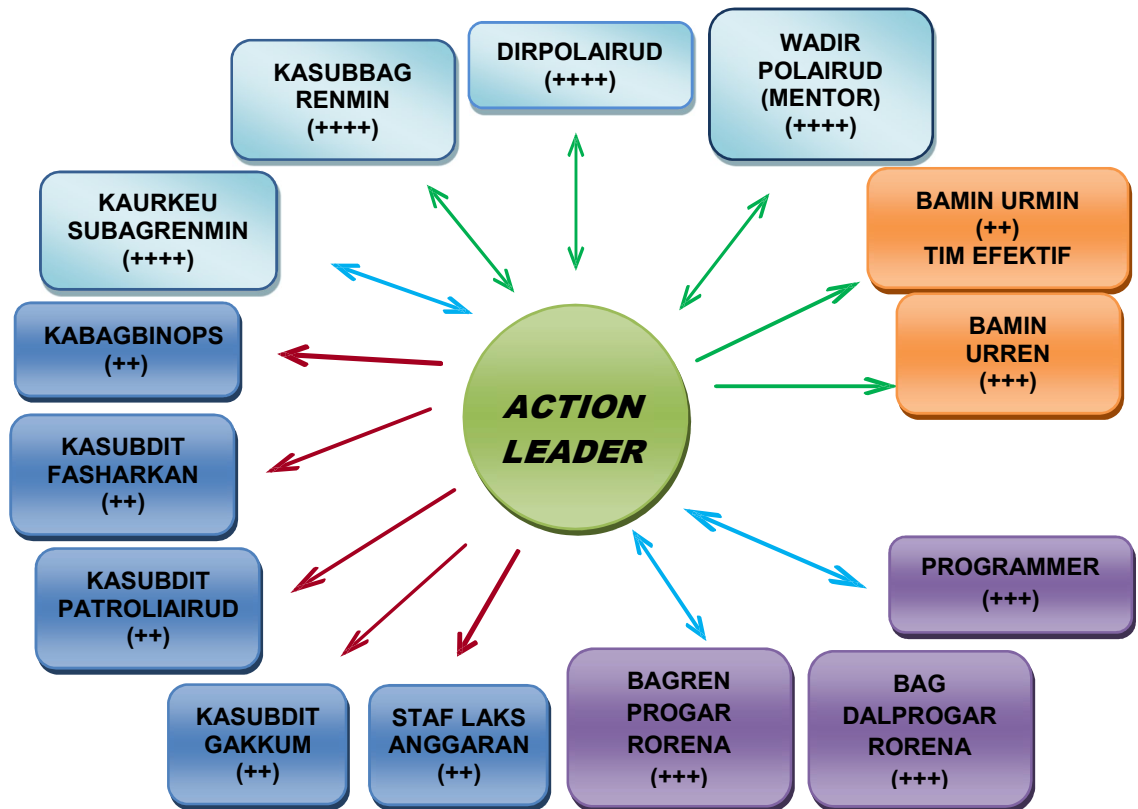 DIRPOLAIRUD
(++++)
WADIR
POLAIRUD
(MENTOR)
(++++)
KASUBBAG
RENMIN
(++++)
KAURKEU
SUBAGRENMIN
(++++)
BAMIN URMIN
(++)
TIM EFEKTIF
KABAGBINOPS
(++)
BAMIN
URREN
(+++)
ACTION
LEADER
KASUBDIT
FASHARKAN
(++)
KASUBDIT
PATROLIAIRUD
(++)
PROGRAMMER
(+++)
KASUBDIT
GAKKUM
(++)
STAF LAKS
ANGGARAN
(++)
BAGREN
PROGAR
RORENA
(+++)
BAG
DALPROGAR
RORENA
(+++)